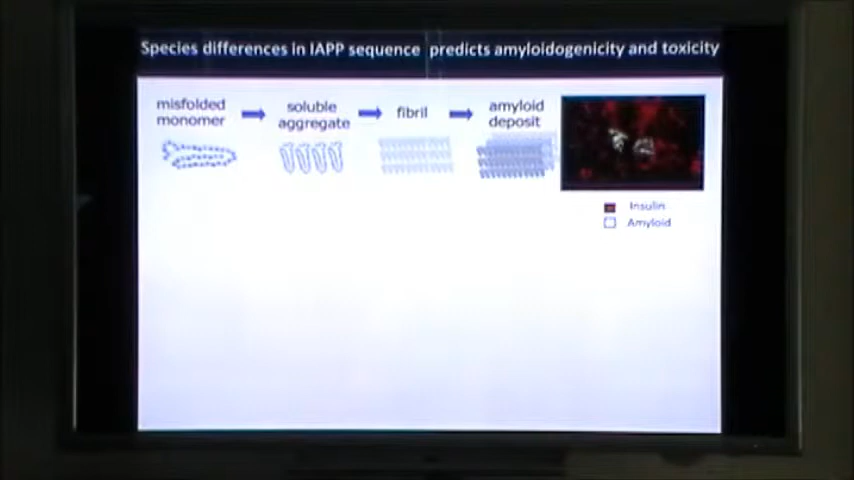 Species differences in IAPP sequence predicts amyloidogenicity and toxicity
misfolded
monomer
soluble
aggregate
fibril
amyloid
deposit
Insulin
Amyloid